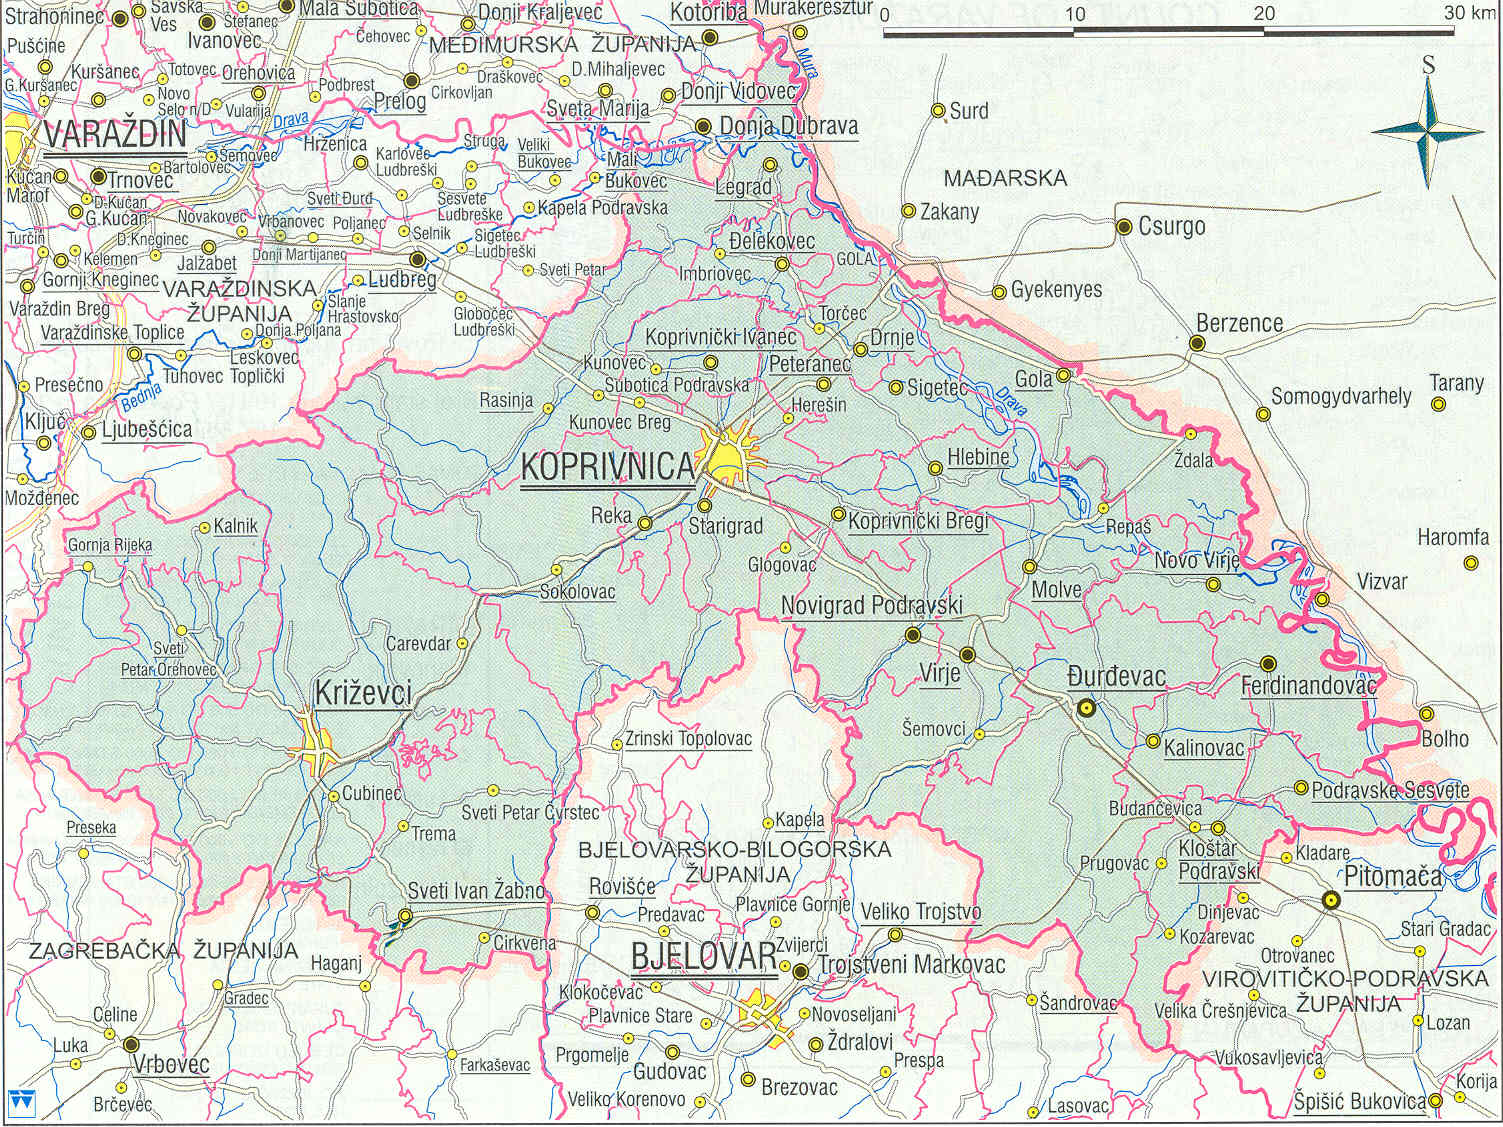 Strahoninec
Savska
Ves
Štefanec
Mala Subotica
Donji Kraljevec
Kotoriba
Murakeresztur
0 10 20 30 km
Pušćine
Ivanovec
Čehovec
MEĐIMURSKA ŽUPANIJA
Mura
S
G.Kuršanec
Kuršanec
Totovec
Orehovica
Podbrest
Draškovec
D.Mihaljevec
Novo
Selo n/D
Vularija
Prelog
Cirkovljan
Sveta Marija
Donji Vidovec
Surd
VARAŽDIN
Drava
Donja Dubrava
Hrženica
Struga
Šemovec
Bartolovec
Karlovec
Ludbreški
Veliki
Bukovec
Mali
Bukovec
Kućan
Marof
Trnovec
Legrad
MAĐARSKA
D.Kućan
G.Kućan
Sveti Đurđ
Sesvete
Ludbreške
Kapela Podravska
Zakany
Csurgo
Novakovec
Vrbanovec
Poljanec
Selnik
Turčin
D.Kneginec
Sigetec
Ludbreški
Đelekovec
Kelemen
Jalžabet
Donji Martijanec
GOLA
Gornji Kneginec
Ludbreg
Sveti Petar
Imbriovec
VARAŽDINSKA
ŽUPANIJA
Gyekenyes
Varaždin Breg
Slanje
Hrastovsko
Globočec
Ludbreški
Torčec
Berzence
Varaždinske Toplice
Donja Poljana
Koprivnički Ivanec
Drnje
Leskovec
Toplički
Tuhovec
Kunovec
Peteranec
Presečno
Bednja
Subotica Podravska
Sigetec
Gola
Tarany
Somogydvarhely
Rasinja
Herešin
Drava
Ključ
Ljubešćica
Kunovec Breg
KOPRIVNICA
Hlebine
Ždala
Možđenec
Kalnik
Reka
Starigrad
Koprivnički Bregi
Repaš
Gornja Rijeka
Haromfa
Glogovac
Novo Virje
Sokolovac
Molve
Vizvar
Novigrad Podravski
Carevdar
Sveti
Petar Orehovec
Virje
Đurđevac
Ferdinandovac
Križevci
Šemovci
Zrinski Topolovac
Kalinovac
Bolho
Cubinec
Sveti Petar Čvrstec
Podravske Sesvete
Budančevica
Preseka
Trema
Kapela
BJELOVARSKO-BILOGORSKA
ŽUPANIJA
Kloštar
Podravski
Kladare
Prugovac
Pitomača
Sveti Ivan Žabno
Rovišće
Plavnice Gornje
Veliko Trojstvo
Predavac
Dinjevac
Stari Gradac
Cirkvena
Kozarevac
ZAGREBAČKA ŽUPANIJA
Zvijerci
Otrovanec
Haganj
BJELOVAR
Trojstveni Markovac
VIROVITIČKO-PODRAVSKA
ŽUPANIJA
Gradec
Klokočevac
Šandrovac
Velika Črešnjevica
Celine
Plavnice Stare
Novoseljani
Lozan
Luka
Vrbovec
Prgomelje
Ždralovi
Farkaševac
Gudovac
Prespa
Vukosavljevica
Brezovac
Korija
Brčevec
Veliko Korenovo
Lasovac
Špišić Bukovica